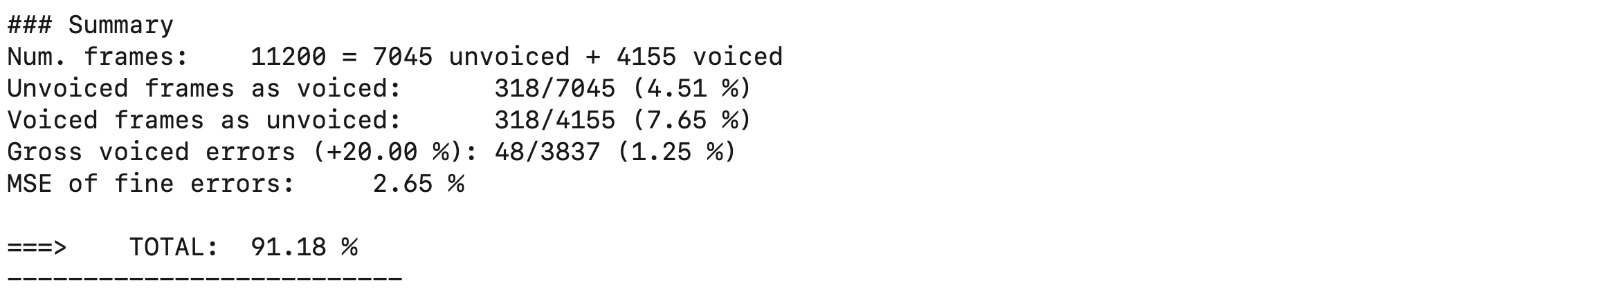 ### Summary
Num. frames:    11200 = 7045 unvoiced + 4155 voiced
Unvoiced frames as voiced:      318/7045 (4.51 %)
Voiced frames as unvoiced:      318/4155 (7.65 %)
Gross voiced errors (+20.00 %): 48/3837 (1.25 %)
MSE of fine errors:     2.65 %

===>    TOTAL:  91.18 %
--------------------------